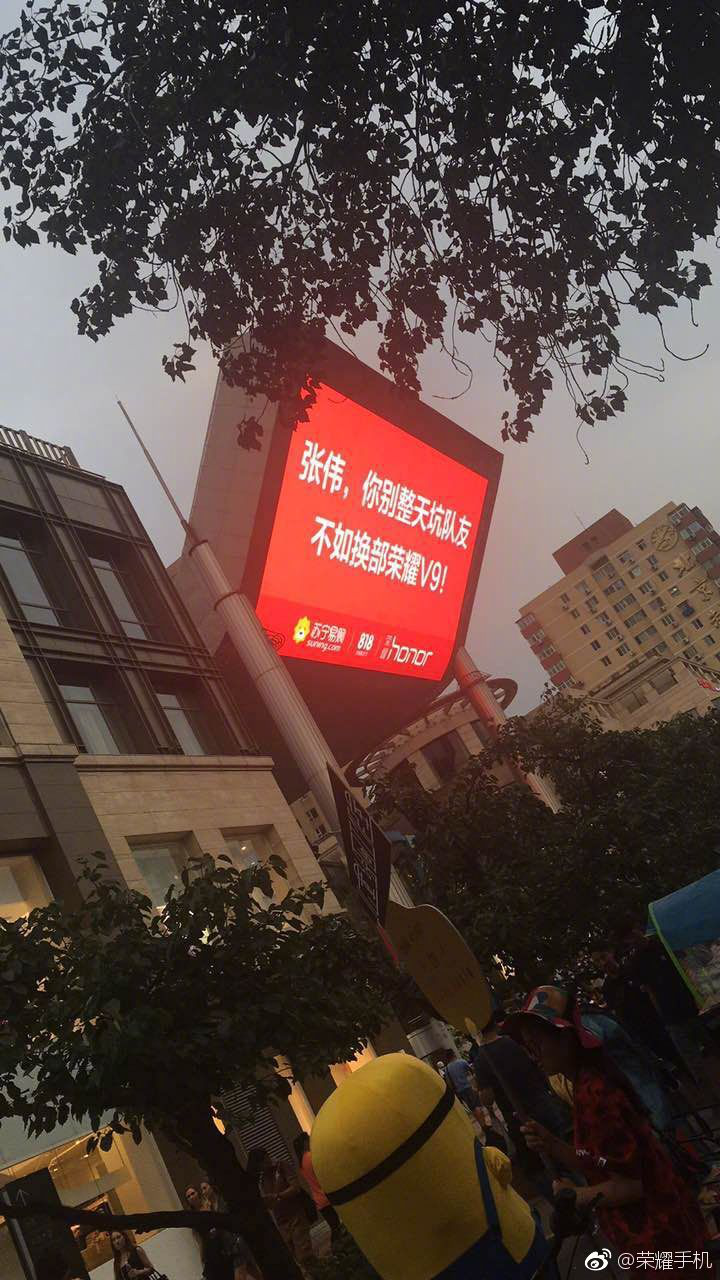 张伟，你别整天坑队友
不如换部荣耀V9！
苏宁易购
suning.com
818
honor
@荣耀手机